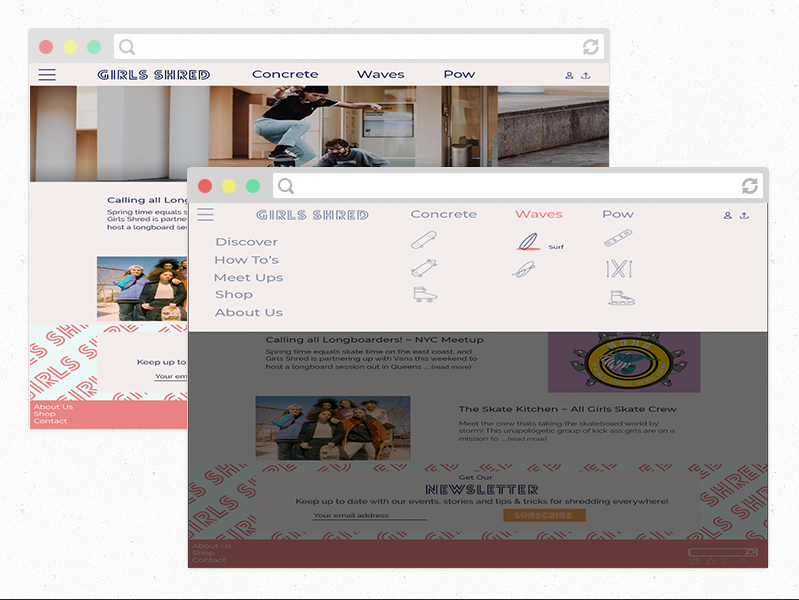 GIRLS SHRED Concrete Waves Pow
Calling all Long
Spring time equals s
Girls Shred is partne
host a longboard ses
Keep up to
Your em
About Us
Shop
Contact
GIRLS SHRED Concrete Waves Pow
Discover
How To's
Meet Ups
Shop
About Us
Surf
Calling all Longboarders! ~ NYC Meetup
Spring time equals skate time on the east coast, and
Girls Shred is partnering up with Vans this weekend to
host a longboard session out in Queens ... (read more)
The Skate Kitchen ~ All Girls Skate Crew
Meet the crew thats taking the skateboard world by
storm! This unapologetic group of kick ass girls are on a
mission to ...(read more)
Get Our
NEWSLETTER
Keep up to date with our events, stories and tips & tricks for shredding everywhere!
Your email address
SUBSCRIBE
GIRLS SHRED
About Us
Shop
Contact